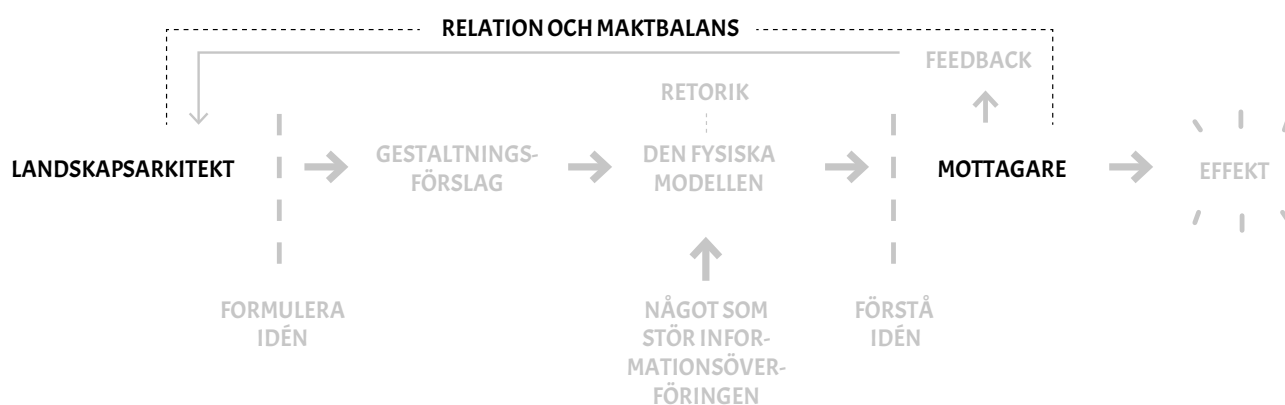 RELATION OCH MAKTBALANS
FEEDBACK
RETORIK
LANDSKAPSARKITEKT
GESTALTNINGS-
FÖRSLAG
DEN FYSISKA
MODELLEN
MOTTAGARE
EFFEKT
FORMULERA
IDÉN
NÅGOT SOM
STÖR INFOR-
MATIONSÖVER-
FÖRINGEN
FÖRSTÅ
IDÉN